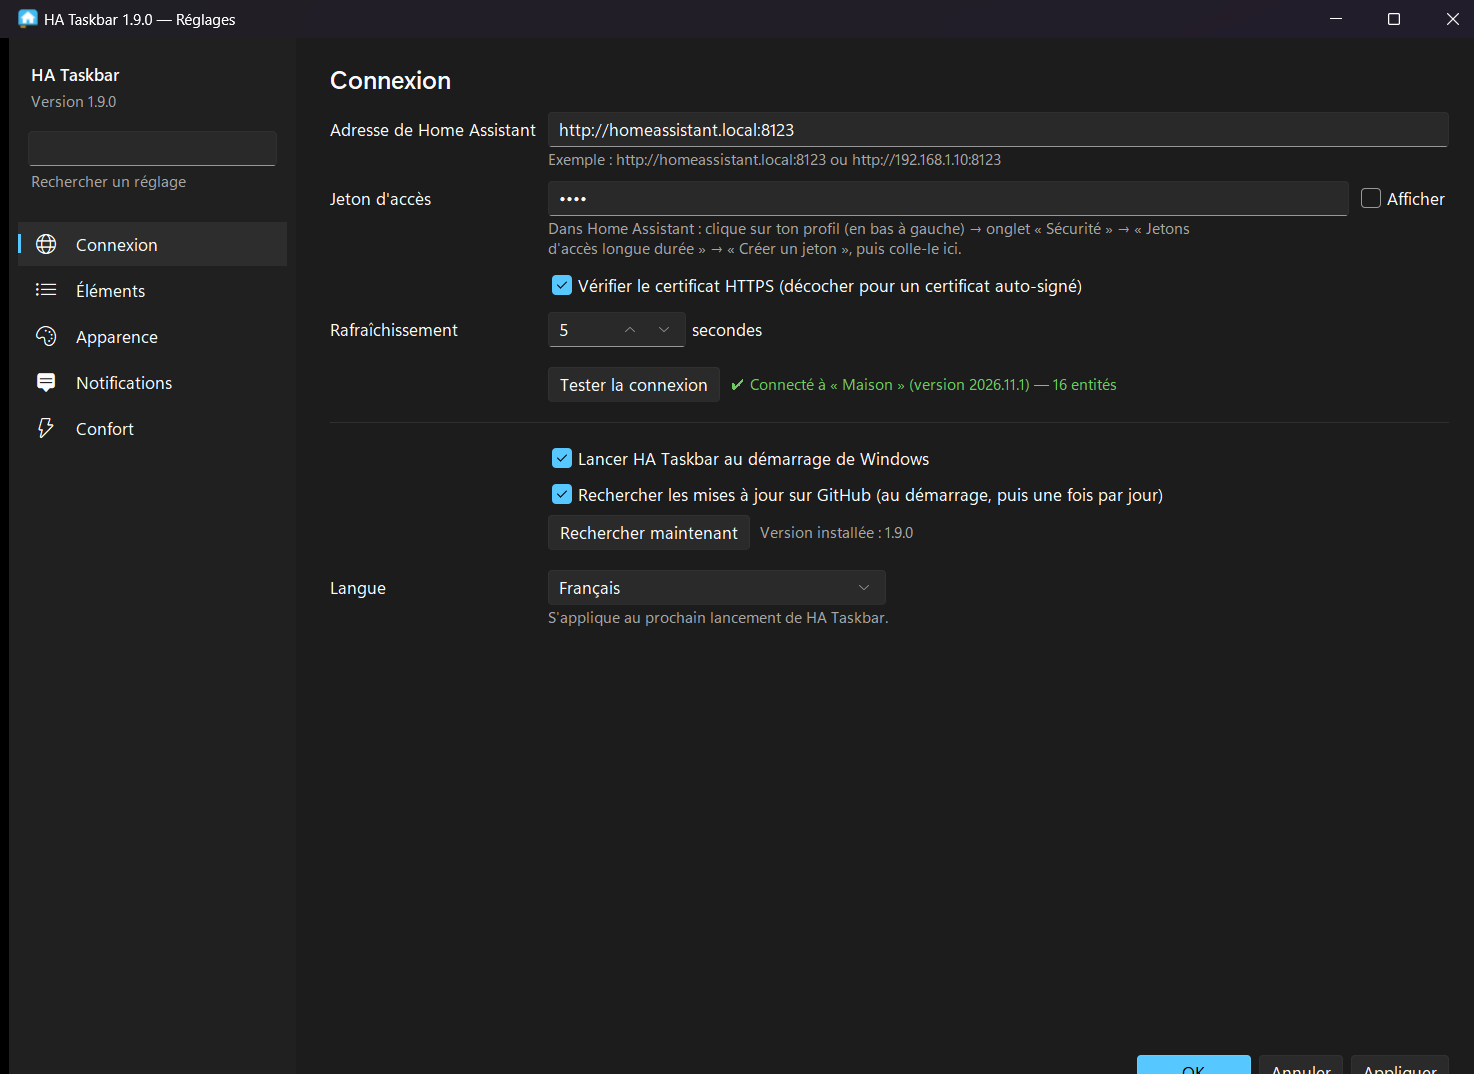 HA Taskbar 1.9.0 — Réglages
HA Taskbar
Version 1.9.0
Rechercher un réglage
Connexion
Éléments
Apparence
Notifications
Confort
Connexion
Adresse de Home Assistant
http://homeassistant.local:8123
Exemple : http://homeassistant.local:8123 ou http://192.168.1.10:8123
Jeton d'accès
••••
Afficher
Dans Home Assistant : clique sur ton profil (en bas à gauche) → onglet « Sécurité » → « Jetons
d'accès longue durée » → « Créer un jeton », puis colle-le ici.
Vérifier le certificat HTTPS (décocher pour un certificat auto-signé)
Rafraîchissement
5
secondes
Tester la connexion
✔ Connecté à « Maison » (version 2026.11.1) — 16 entités
Lancer HA Taskbar au démarrage de Windows
Rechercher les mises à jour sur GitHub (au démarrage, puis une fois par jour)
Rechercher maintenant
Version installée : 1.9.0
Langue
Français
S'applique au prochain lancement de HA Taskbar.
OK
Annuler
Appliquer